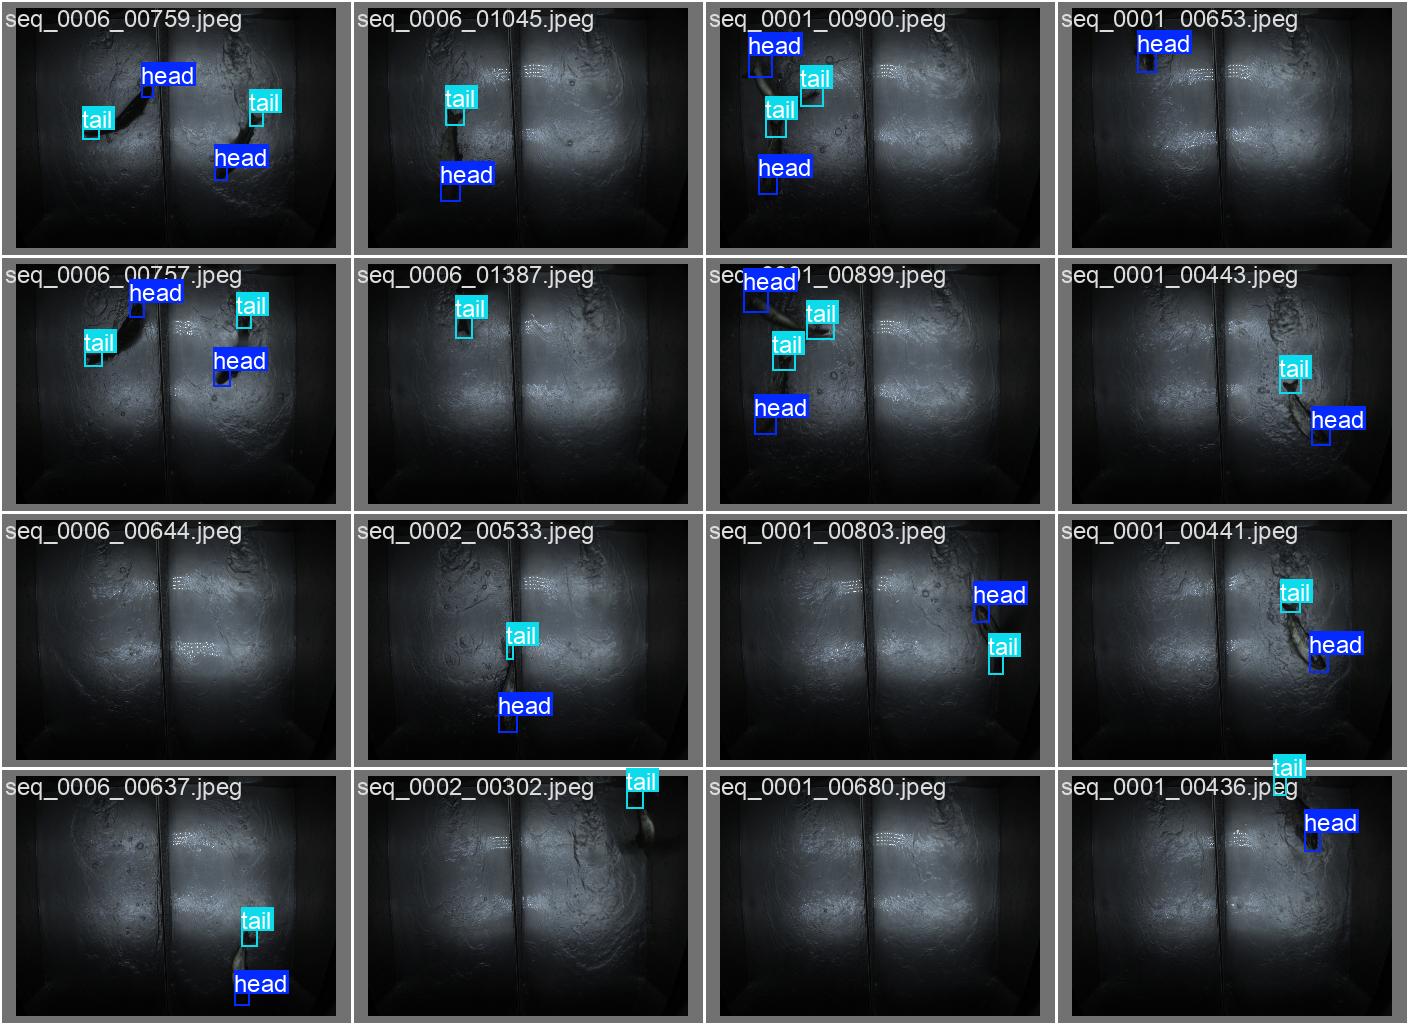 seq_0006_00759.jpeg
head
tail
tail
head
seq_0006_01045.jpeg
tail
head
seq_0001_00900.jpeg
head
tail
tail
head
seq_0001_00653.jpeg
head
seq_0006_00757.jpeg
head
tail
tail
head
seq_0006_01387.jpeg
tail
seq_0001_00899.jpeg
head
tail
tail
head
seq_0001_00443.jpeg
tail
head
seq_0006_00644.jpeg
seq_0002_00533.jpeg
tail
head
seq_0001_00803.jpeg
head
tail
seq_0001_00441.jpeg
tail
head
seq_0006_00637.jpeg
tail
head
seq_0002_00302.jpeg
tail
seq_0001_00680.jpeg
seq_0001_00436.jpeg
tail
head